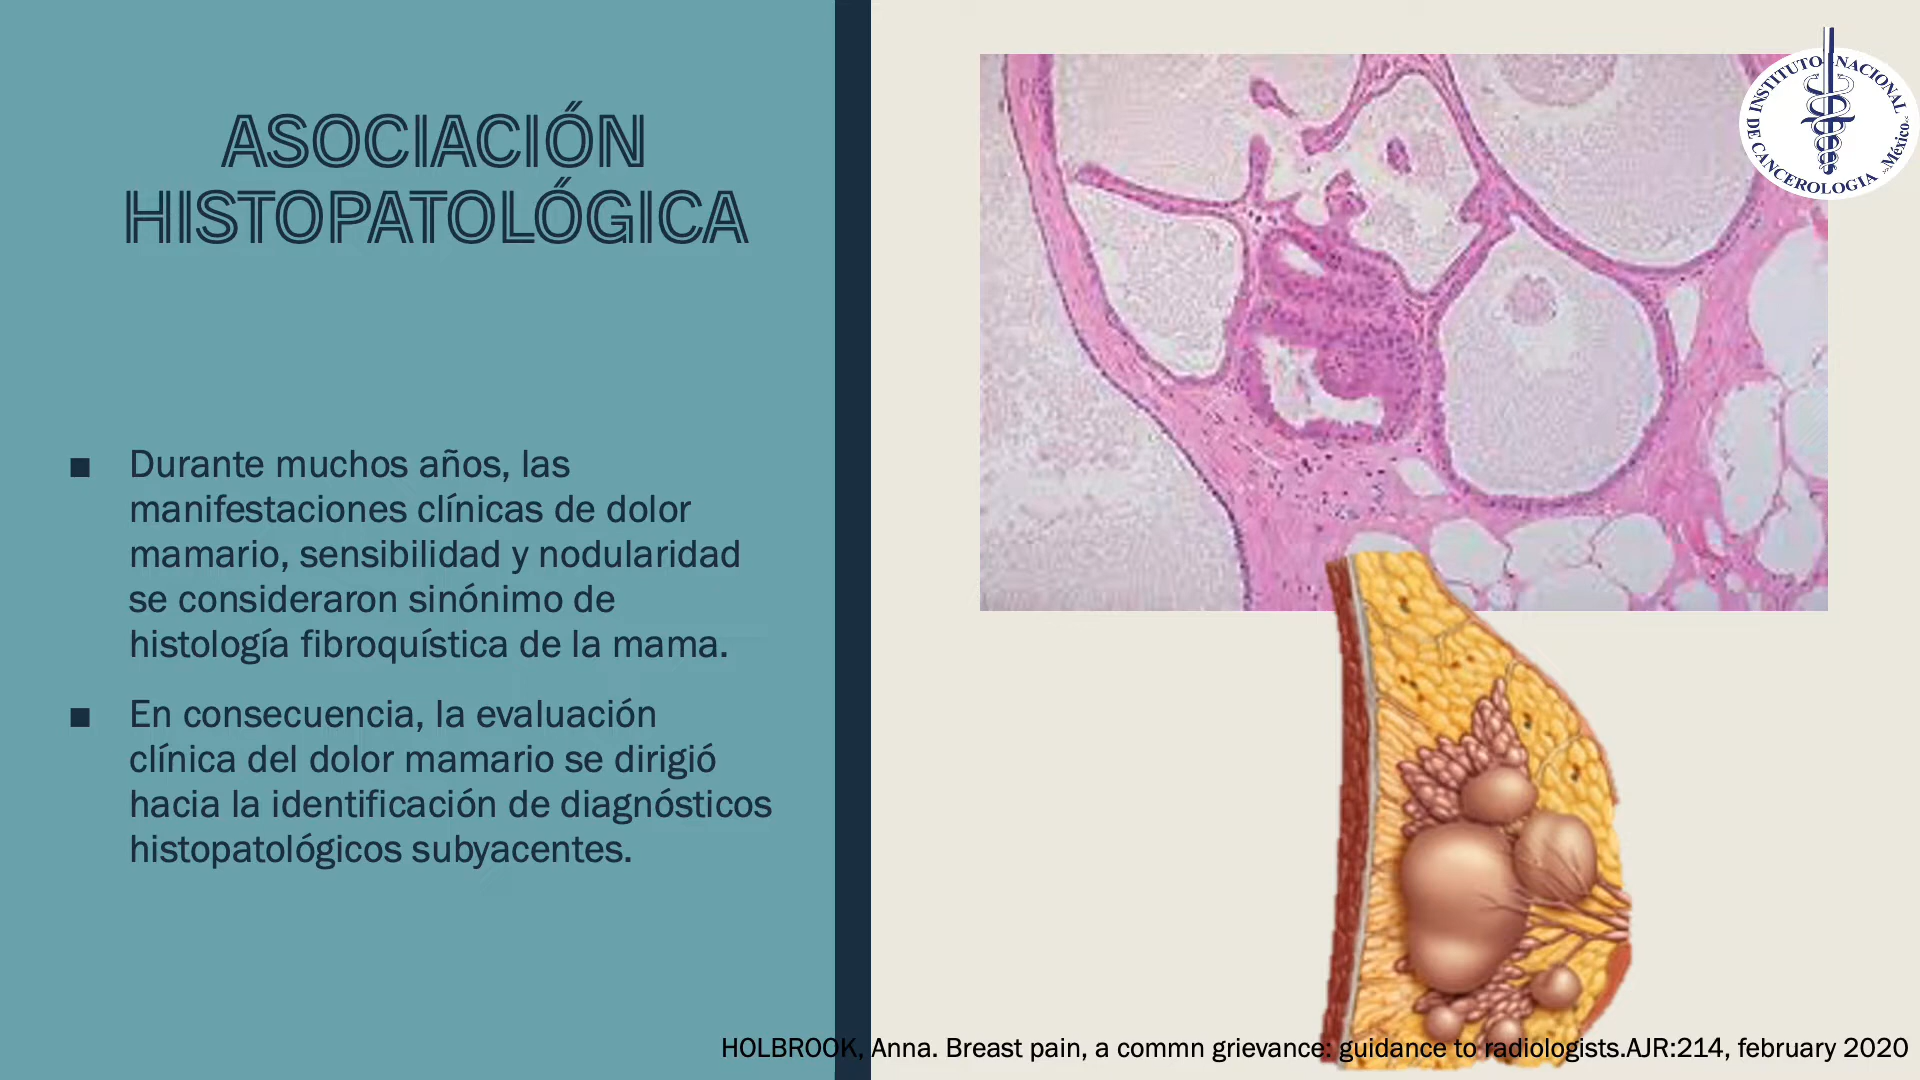 ASOCIACIÓN
HISTOPATOLÓGICA
▪ Durante muchos años, las
manifestaciones clínicas de dolor
mamario, sensibilidad y nodularidad
se consideraron sinónimo de
histología fibroquística de la mama.
▪ En consecuencia, la evaluación
clínica del dolor mamario se dirigió
hacia la identificación de diagnósticos
histopatológicos subyacentes.
INSTITUTO NACIONAL
DE CANCEROLOGIA
México
HOLBROOK, Anna. Breast pain, a commn grievance: guidance to radiologists.AJR:214, february 2020